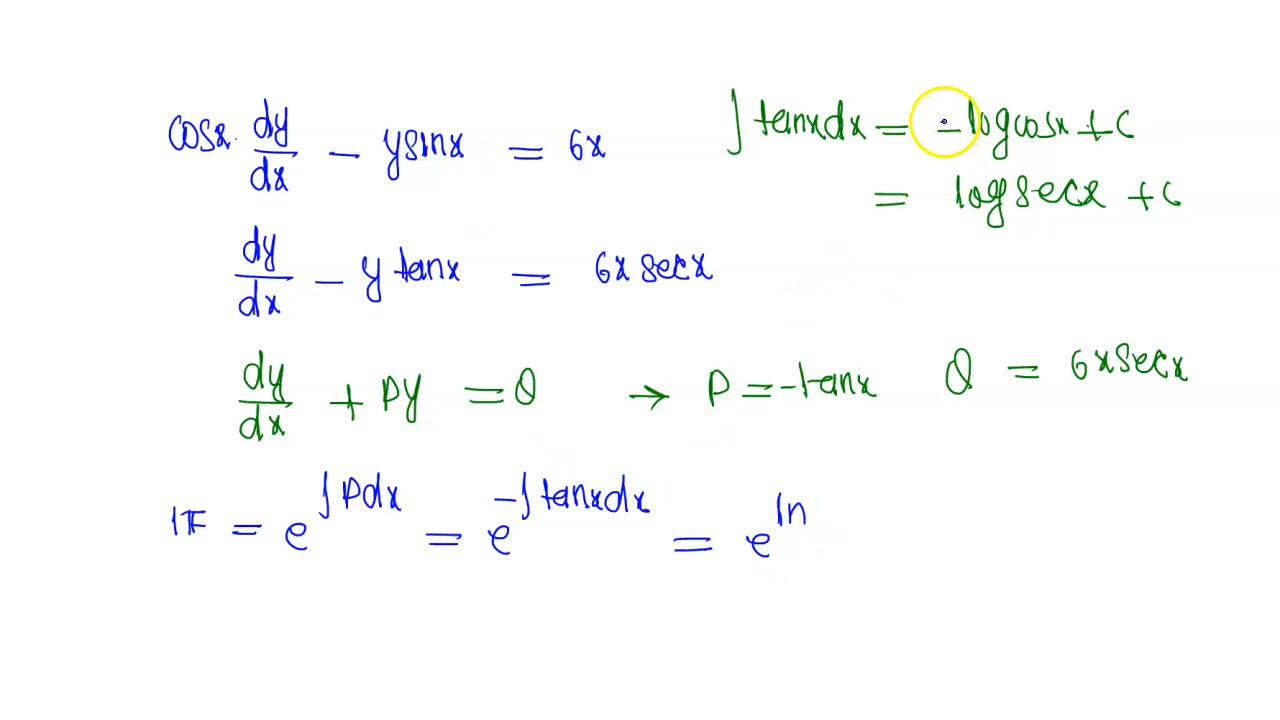 cosx. dy/dx - ysinx = 6x
∫tanxdx = -logcosx + C
= logsecx + C
dy/dx - y tanx = 6x secx
dy/dx + Py = Q → P = -tanx Q = 6xsecx
IF = e^∫Pdx = e^-∫tanxdx = e^ln